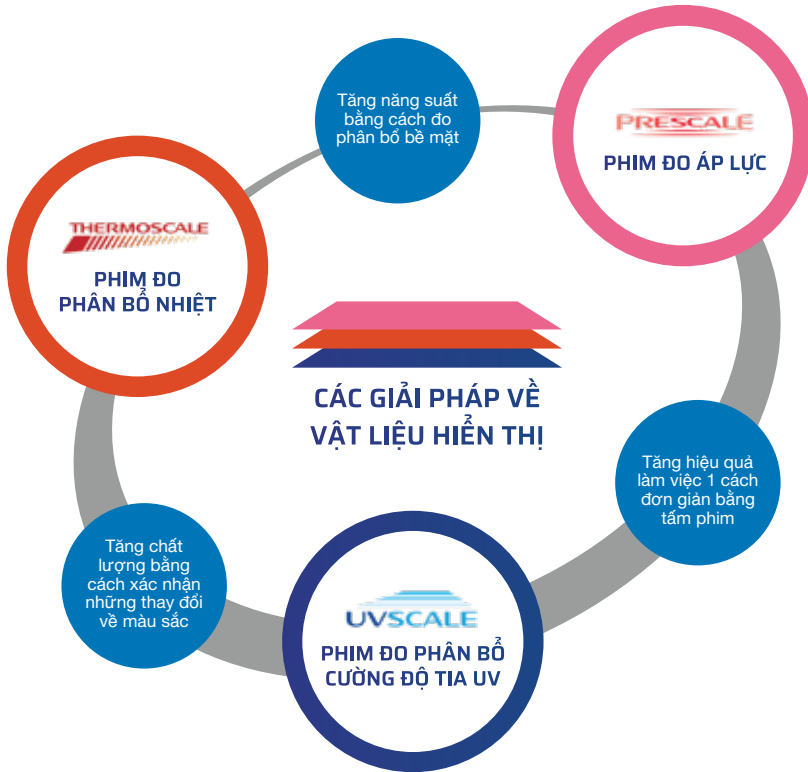 Tăng năng suất
bằng cách đo
phân bổ bề mặt
PRESCALE
PHIM ĐO ÁP LỰC
THERMOSCALE
PHIM ĐO
PHÂN BỔ NHIỆT
CÁC GIẢI PHÁP VỀ
VẬT LIỆU HIỂN THỊ
Tăng hiệu quả
làm việc 1 cách
đơn giản bằng
tấm phim
Tăng chất
lượng bằng
cách xác nhận
những thay đổi
về màu sắc
UVSCALE
PHIM ĐO PHÂN BỔ
CƯỜNG ĐỘ TIA UV